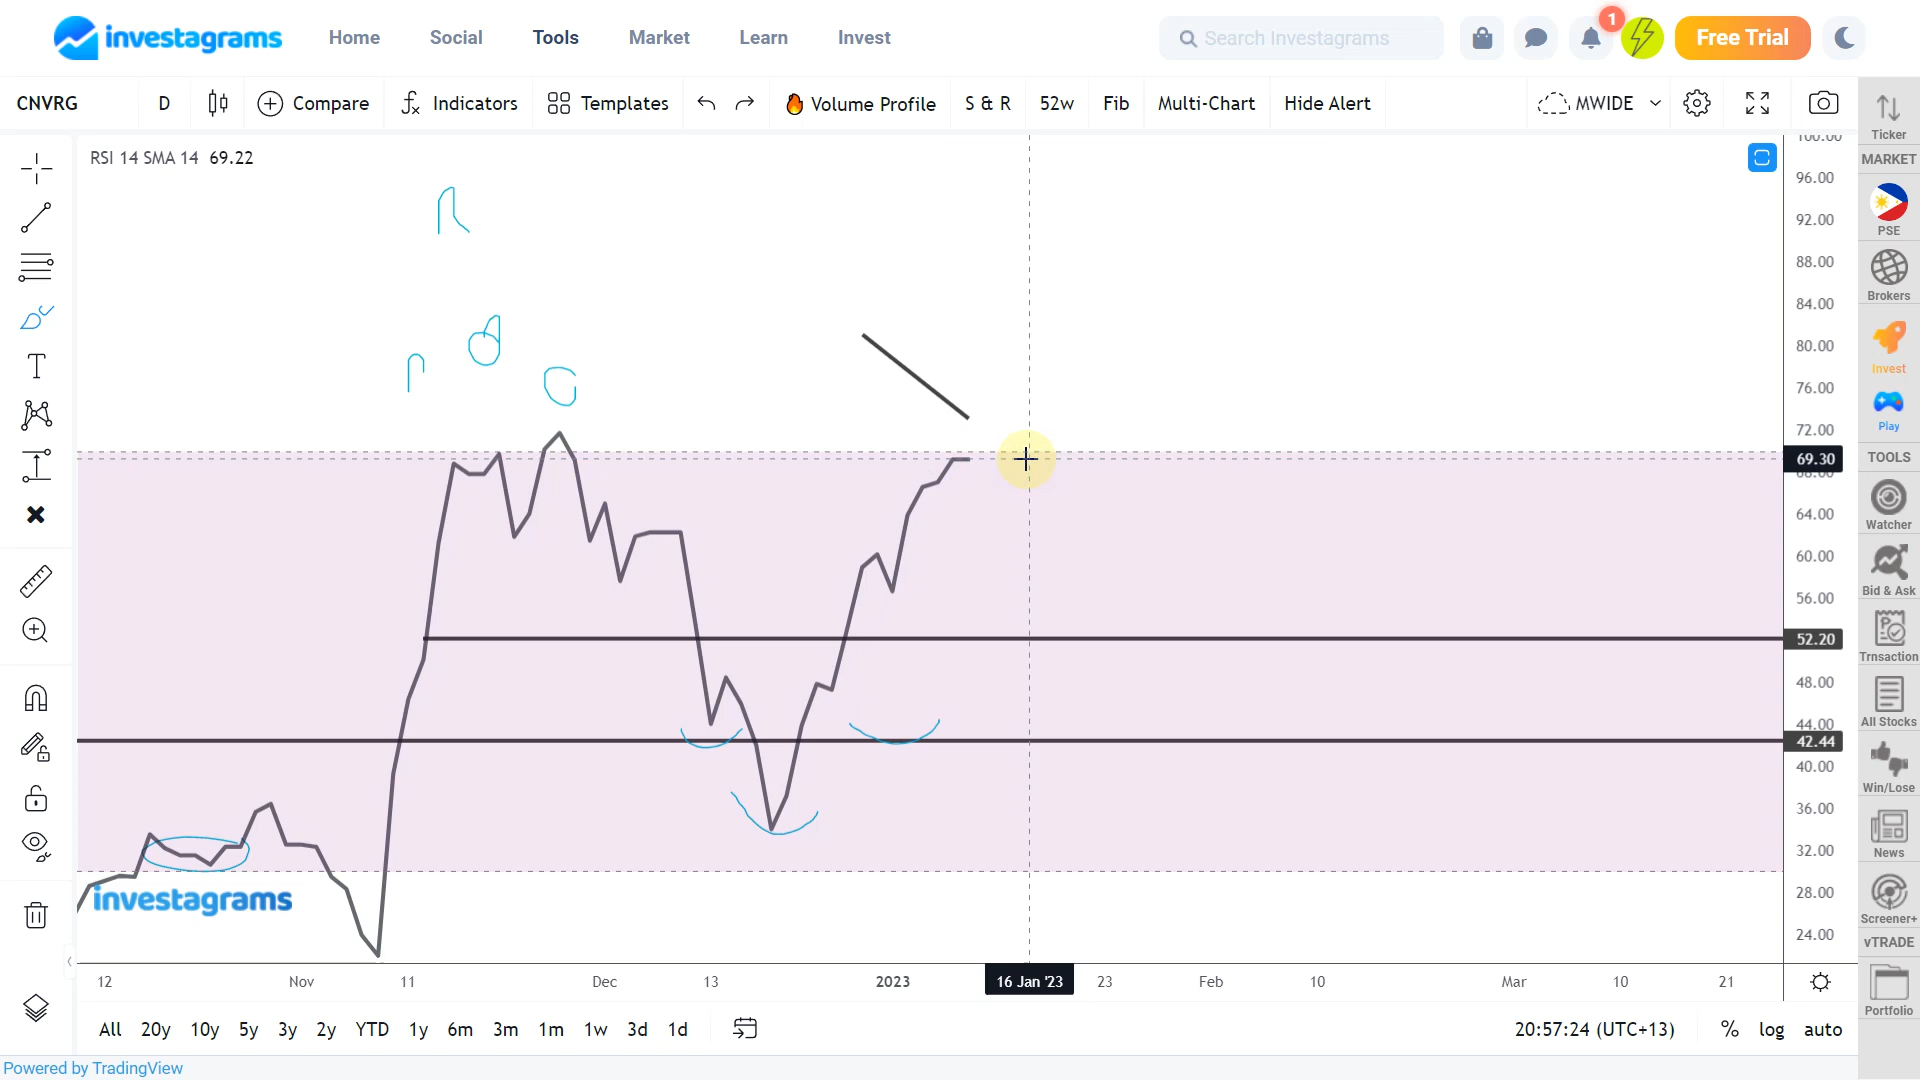 investagrams Home Social Tools Market Learn Invest Search Investagrams 1 Free Trial
CNVRG D Compare Indicators Templates Volume Profile S & R 52w Fib Multi-Chart Hide Alert MWIDE
RSI 14 SMA 14 69.22
100.00
96.00
92.00
88.00
84.00
80.00
76.00
72.00
69.30
68.00
64.00
60.00
56.00
52.20
48.00
44.00
42.44
40.00
36.00
32.00
28.00
24.00
investagrams
12 Nov 11 Dec 13 2023 16 Jan '23 23 Feb 10 Mar 10 21
All 20y 10y 5y 3y 2y YTD 1y 6m 3m 1m 1w 3d 1d 20:57:24 (UTC+13) % log auto
Powered by TradingView
Ticker
MARKET
PSE
Brokers
Invest
Play
TOOLS
Watcher
Bid & Ask
Trnsaction
All Stocks
Win/Lose
News
Screener+
vTRADE
Portfolio